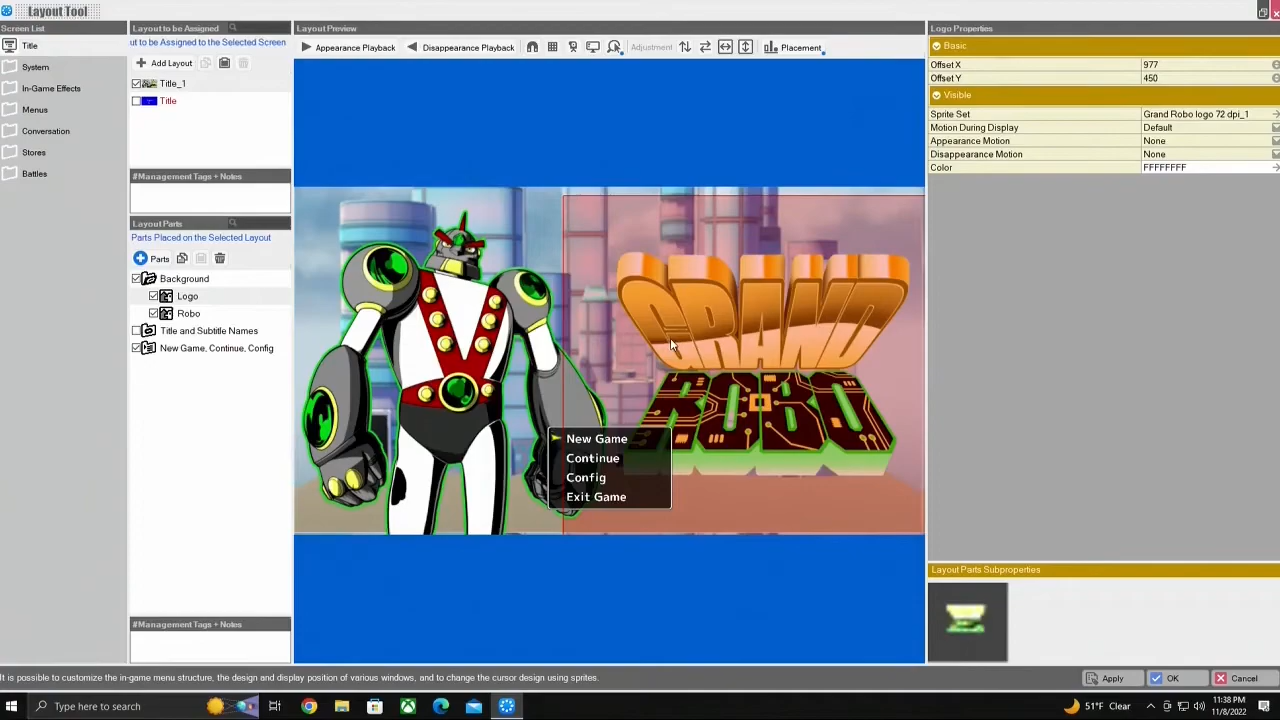 Layout Tool
Screen List
Title
System
In-Game Effects
Menus
Conversation
Stores
Battles
Layout to be Assigned
ut to be Assigned to the Selected Screen
Add Layout
Title_1
Title
#Management Tags + Notes
Layout Parts
Parts Placed on the Selected Layout
Parts
Background
Logo
Robo
Title and Subtitle Names
New Game, Continue, Config
#Management Tags + Notes
Layout Preview
Appearance Playback
Disappearance Playback
Adjustment
Placement
GRAND
ROBO
New Game
Continue
Config
Exit Game
Logo Properties
Basic
Offset X 977
Offset Y 450
Visible
Sprite Set Grand Robo logo 72 dpi_1
Motion During Display Default
Appearance Motion None
Disappearance Motion None
Color FFFFFFFF
Layout Parts Subproperties
It is possible to customize the in-game menu structure, the design and display position of various windows, and to change the cursor design using sprites.
Apply
OK
Cancel
Type here to search
51°F Clear
11:38 PM
11/8/2022